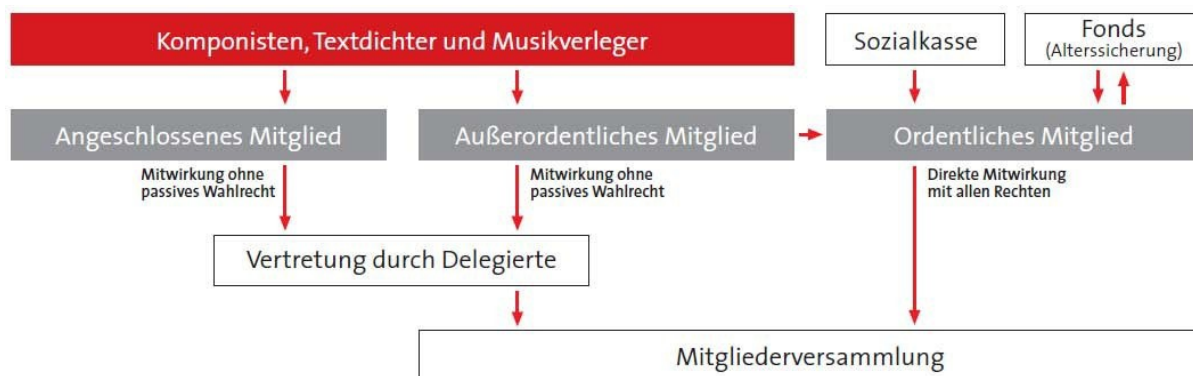 Komponisten, Textdichter und Musikverleger
Sozialkasse
Fonds
(Alterssicherung)
Angeschlossenes Mitglied
Außerordentliches Mitglied
Ordentliches Mitglied
Mitwirkung ohne
passives Wahlrecht
Mitwirkung ohne
passives Wahlrecht
Direkte Mitwirkung
mit allen Rechten
Vertretung durch Delegierte
Mitgliederversammlung